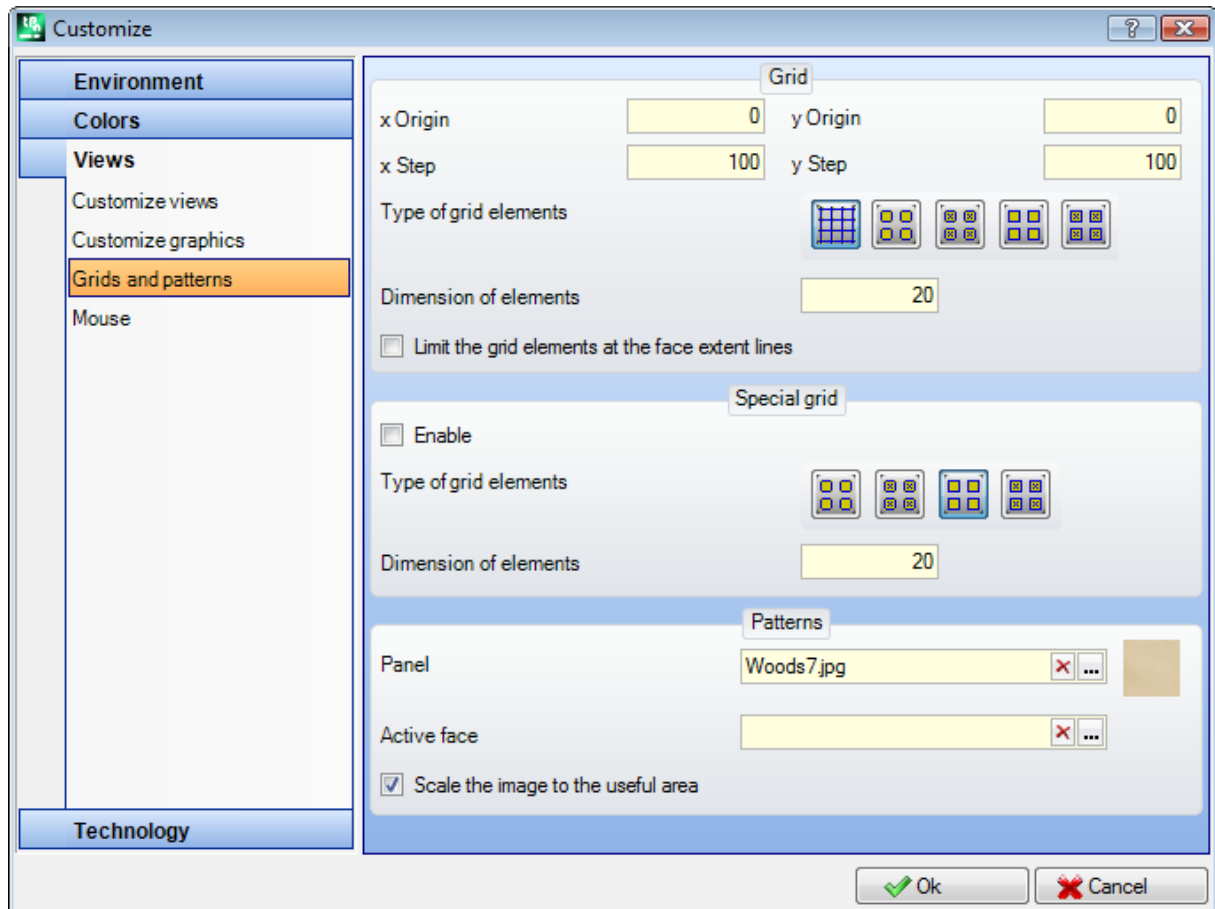 Customize
Environment
Colors
Views
Customize views
Customize graphics
Grids and patterns
Mouse
Technology
Grid
x Origin 0 y Origin 0
x Step 100 y Step 100
Type of grid elements
Dimension of elements 20
Limit the grid elements at the face extent lines
Special grid
Enable
Type of grid elements
Dimension of elements 20
Patterns
Panel Woods7.jpg ...
Active face ...
Scale the image to the useful area
Ok Cancel